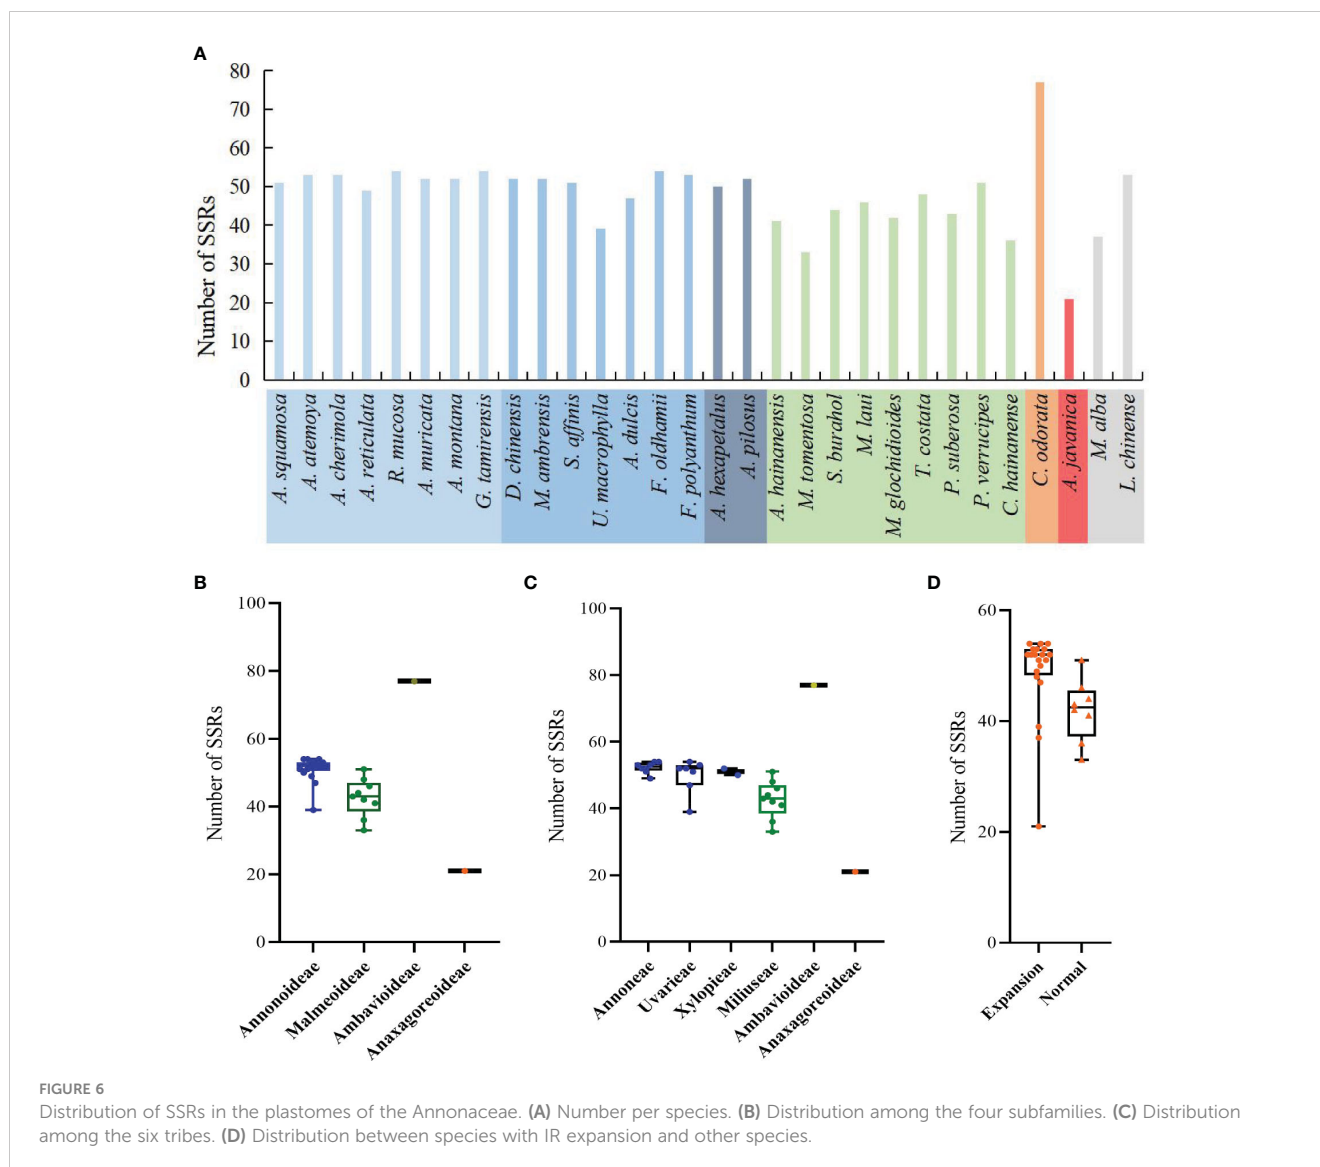 A
Number of SSRs
80
70
60
50
40
30
20
10
0
A. squamosa
A. atemoya
A. cherimola
A. reticulata
R. mucosa
A. muricata
A. montana
G. tamirensis
D. chinensis
M. ambrensis
S. affinis
U. macrophylla
A. dulcis
F. oldhamii
F. polyanthum
A. hexapetalus
A. pilosus
A. hainanensis
M. tomentosa
S. burahol
M. laui
M. glochidioides
T. costata
P. suberosa
P. verrucipes
C. hainanense
C. odorata
A. javanica
M. alba
L. chinense
B
Number of SSRs
100
80
60
40
20
0
Annonoideae
Malmeoideae
Ambavioideae
Anaxagoreoideae
C
Number of SSRs
100
80
60
40
20
0
Annoneae
Uvarieae
Xylopieae
Miliuseae
Ambavioideae
Anaxagoreoideae
D
Number of SSRs
60
40
20
0
Expansion
Normal
FIGURE 6
Distribution of SSRs in the plastomes of the Annonaceae. (A) Number per species. (B) Distribution among the four subfamilies. (C) Distribution
among the six tribes. (D) Distribution between species with IR expansion and other species.